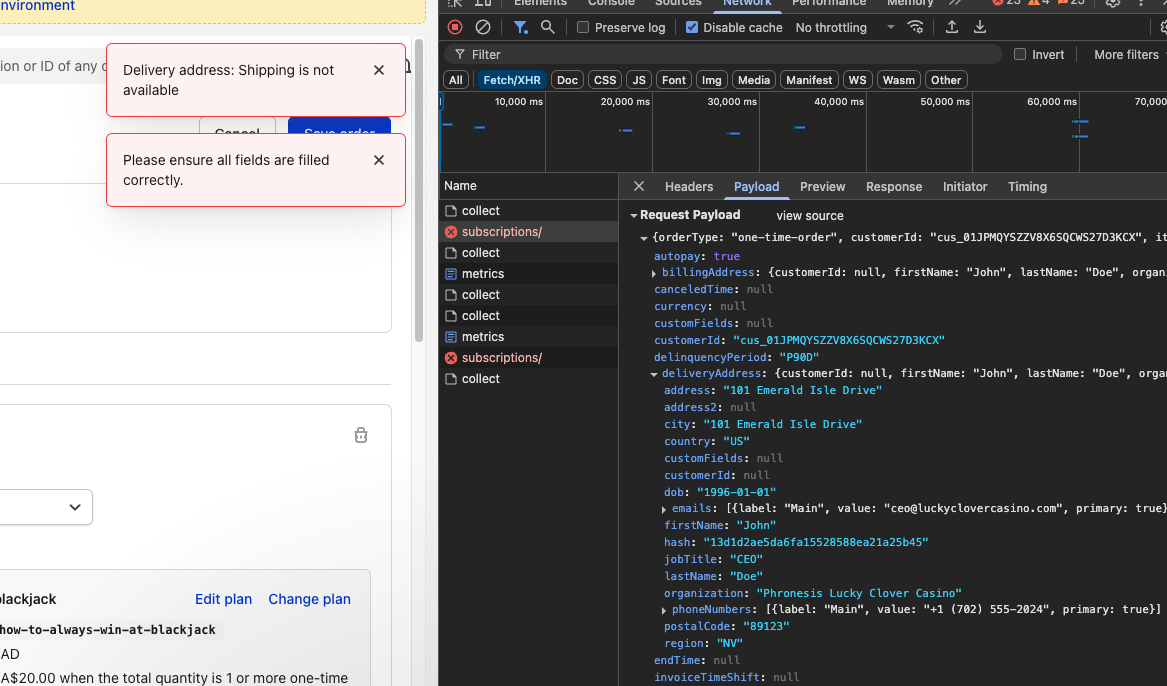 nvironment
ion or ID of any c
Delivery address: Shipping is not
available
Cancel
Save order
Please ensure all fields are filled
correctly.
lackjack
Edit plan
Change plan
how-to-always-win-at-blackjack
AD
A$20.00 when the total quantity is 1 or more one-time
Elements
Console
Sources
Network
Performance
Memory
23
4
25
Preserve log
Disable cache
No throttling
Filter
Invert
More filters
All
Fetch/XHR
Doc
CSS
JS
Font
Img
Media
Manifest
WS
Wasm
Other
10,000 ms
20,000 ms
30,000 ms
40,000 ms
50,000 ms
60,000 ms
70,000
Name
collect
subscriptions/
collect
metrics
collect
collect
metrics
subscriptions/
collect
Headers
Payload
Preview
Response
Initiator
Timing
Request Payload
view source
{orderType: "one-time-order", customerId: "cus_01JPMQYSZZV8X6SQCWS27D3KCX", it
autopay: true
billingAddress: {customerId: null, firstName: "John", lastName: "Doe", organi
canceledTime: null
currency: null
customFields: null
customerId: "cus_01JPMQYSZZV8X6SQCWS27D3KCX"
delinquencyPeriod: "P90D"
deliveryAddress: {customerId: null, firstName: "John", lastName: "Doe", organ
address: "101 Emerald Isle Drive"
address2: null
city: "101 Emerald Isle Drive"
country: "US"
customFields: null
customerId: null
dob: "1996-01-01"
emails: [{label: "Main", value: "ceo@luckyclovercasino.com", primary: true}
firstName: "John"
hash: "13d1d2ae5da6fa15528588ea21a25b45"
jobTitle: "CEO"
lastName: "Doe"
organization: "Phronesis Lucky Clover Casino"
phoneNumbers: [{label: "Main", value: "+1 (702) 555-2024", primary: true}]
postalCode: "89123"
region: "NV"
endTime: null
invoiceTimeShift: null